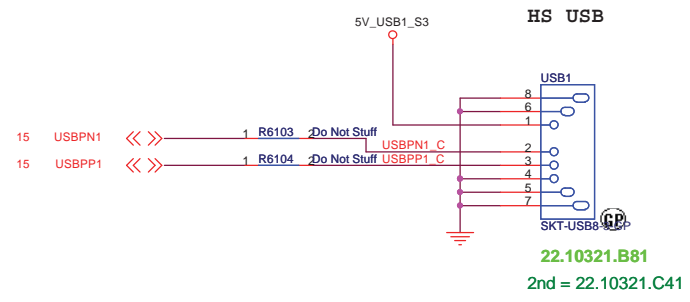 HS USB
5V_USB1_S3
USB1
8
6
1
15 USBPN1 1 R6103 2 Do Not Stuff
USBPN1_C 2
15 USBPP1 1 R6104 2 Do Not Stuff USBPP1_C 3
4
5
7
GP
22.10321.B81
2nd = 22.10321.C41